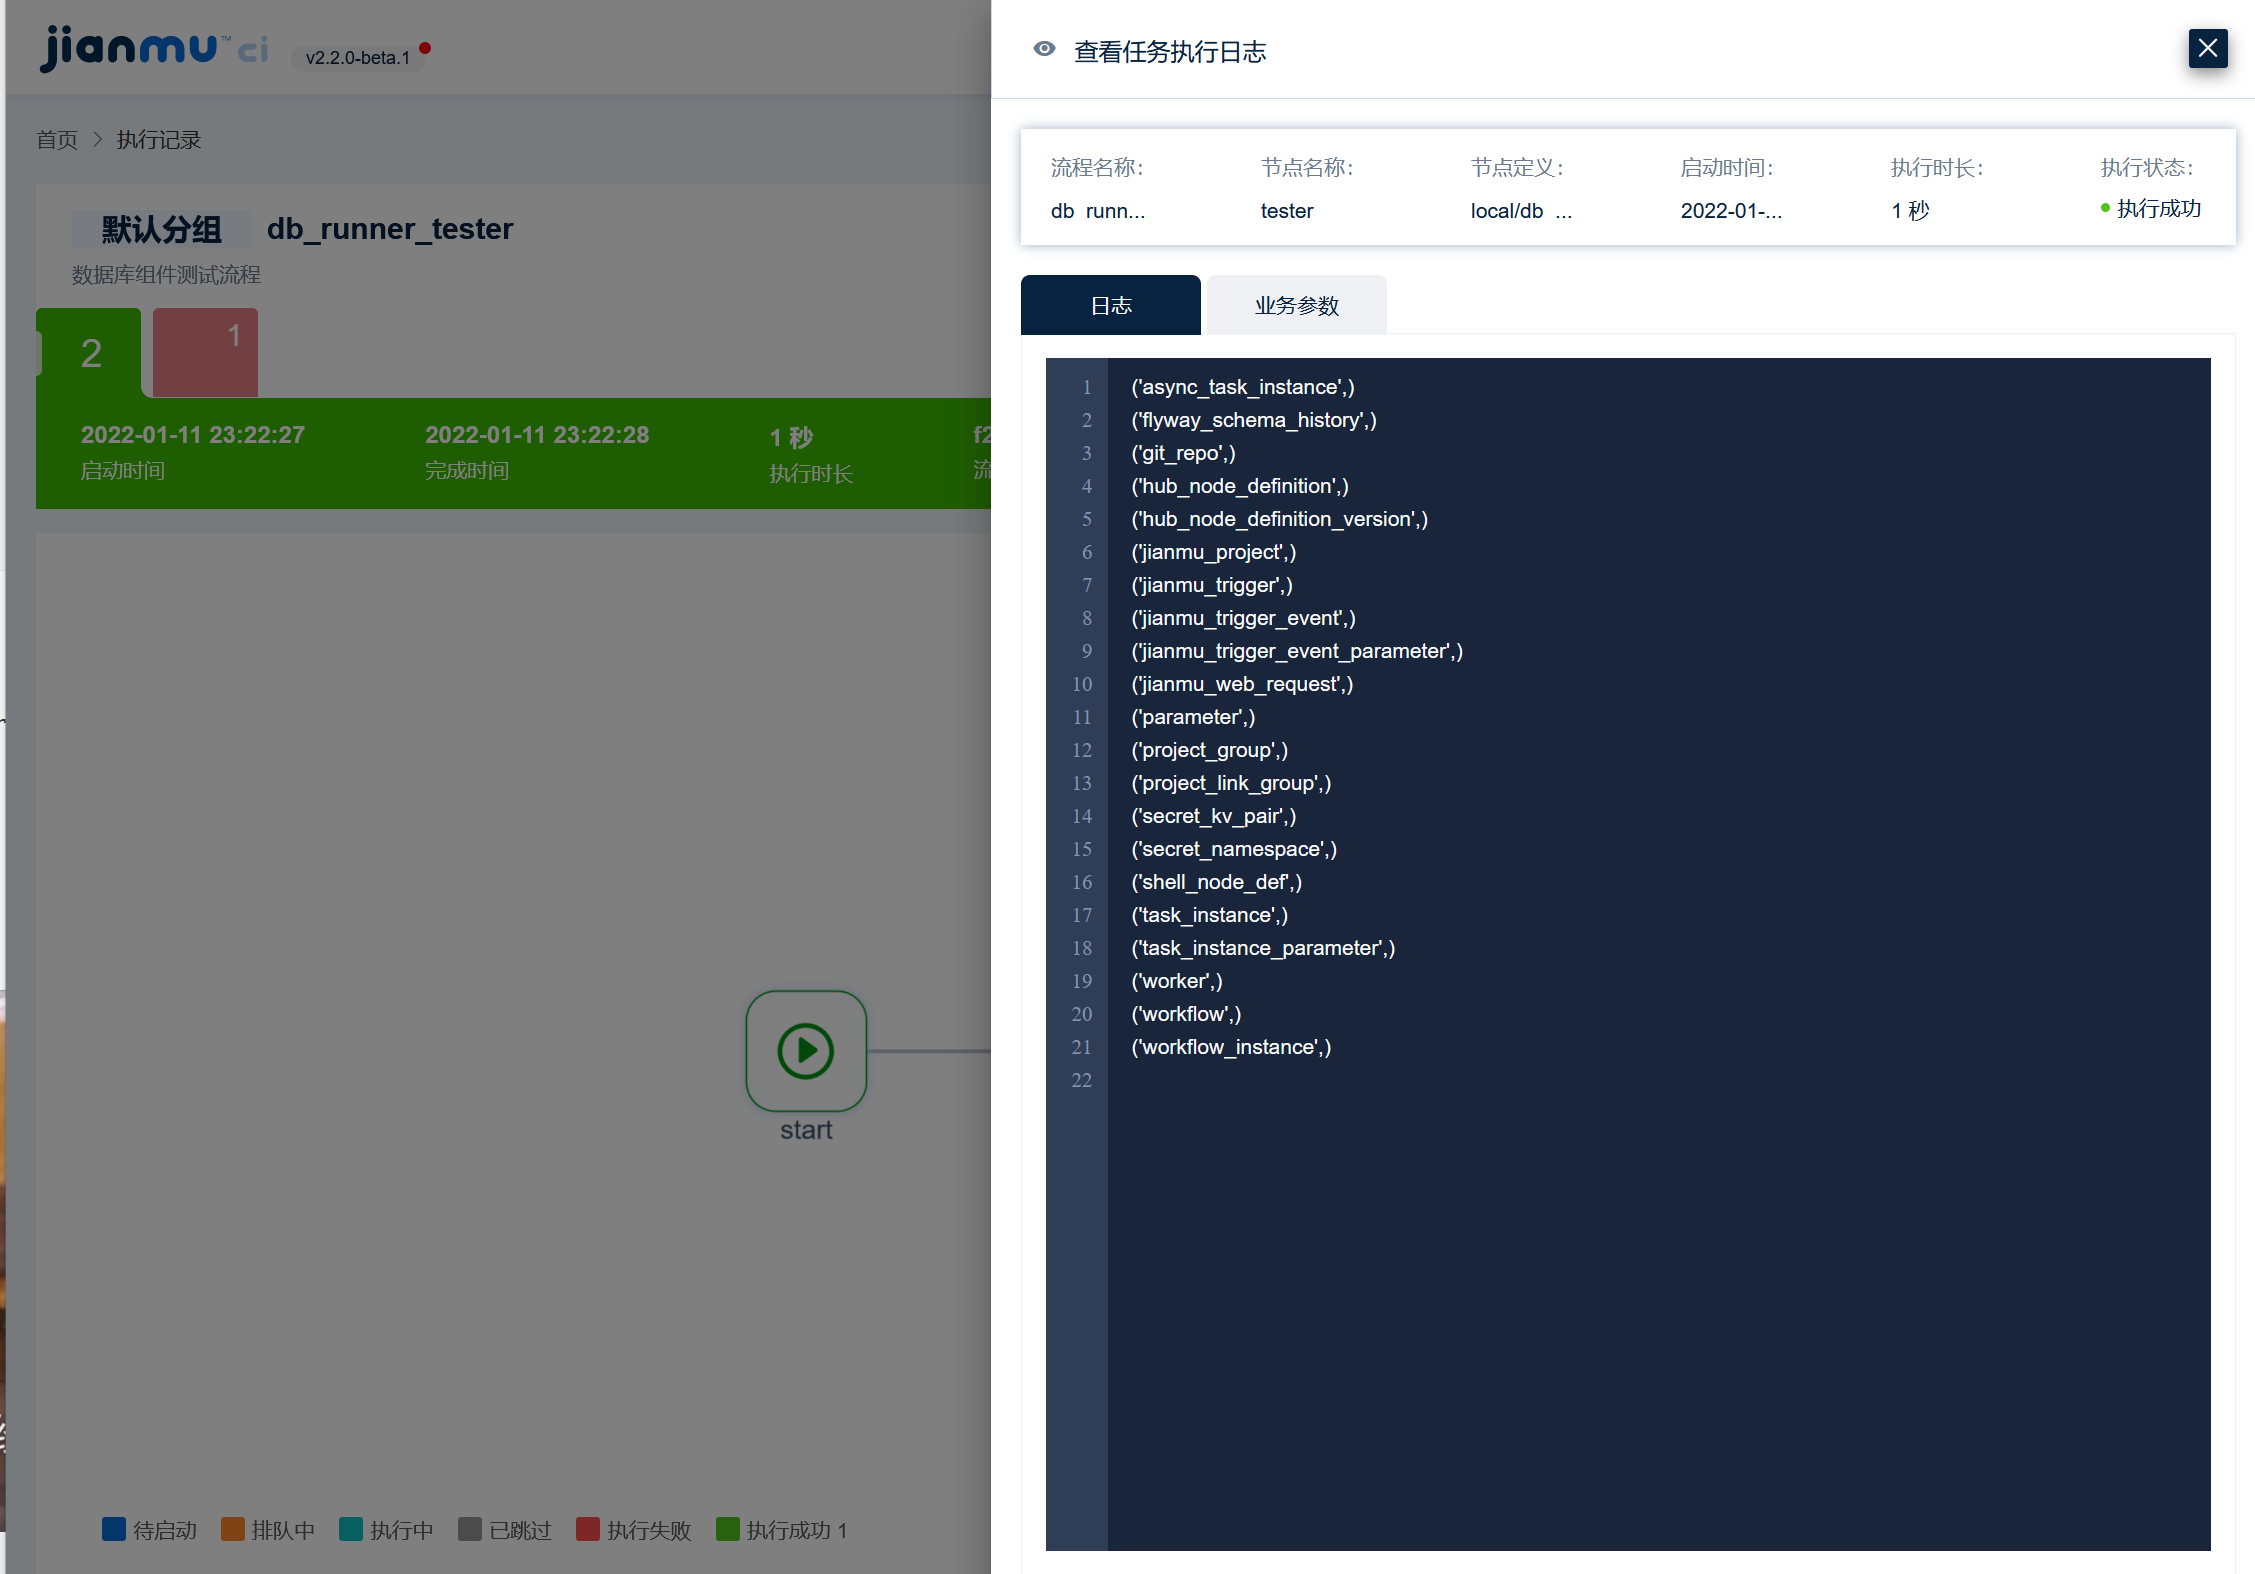 jianmu™ ci
v2.2.0-beta.1
首页 > 执行记录
默认分组 db_runner_tester
数据库组件测试流程
2
1
2022-01-11 23:22:27
启动时间
2022-01-11 23:22:28
完成时间
1 秒
执行时长
start
待启动
排队中
执行中
已跳过
执行失败
执行成功 1
查看任务执行日志
流程名称：
db_runn...
节点名称：
tester
节点定义：
local/db_...
启动时间：
2022-01-...
执行时长：
1 秒
执行状态：
执行成功
日志
业务参数
1 ('async_task_instance',)
2 ('flyway_schema_history',)
3 ('git_repo',)
4 ('hub_node_definition',)
5 ('hub_node_definition_version',)
6 ('jianmu_project',)
7 ('jianmu_trigger',)
8 ('jianmu_trigger_event',)
9 ('jianmu_trigger_event_parameter',)
10 ('jianmu_web_request',)
11 ('parameter',)
12 ('project_group',)
13 ('project_link_group',)
14 ('secret_kv_pair',)
15 ('secret_namespace',)
16 ('shell_node_def',)
17 ('task_instance',)
18 ('task_instance_parameter',)
19 ('worker',)
20 ('workflow',)
21 ('workflow_instance',)
22